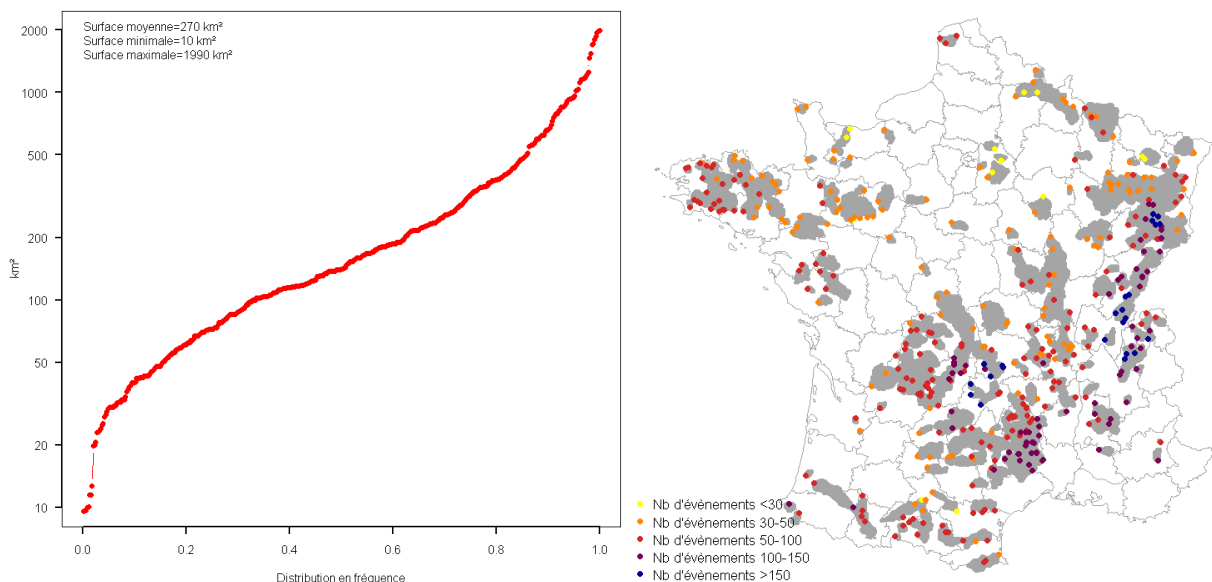 Surface moyenne=270 km²
Surface minimale=10 km²
Surface maximale=1990 km²
2000
1000
500
200
100
50
20
10
km²
0.0
0.2
0.4
0.6
0.8
1.0
Distribution en fréquence
Nb d'évènements <30
Nb d'évènements 30-50
Nb d'évènements 50-100
Nb d'évènements 100-150
Nb d'évènements >150